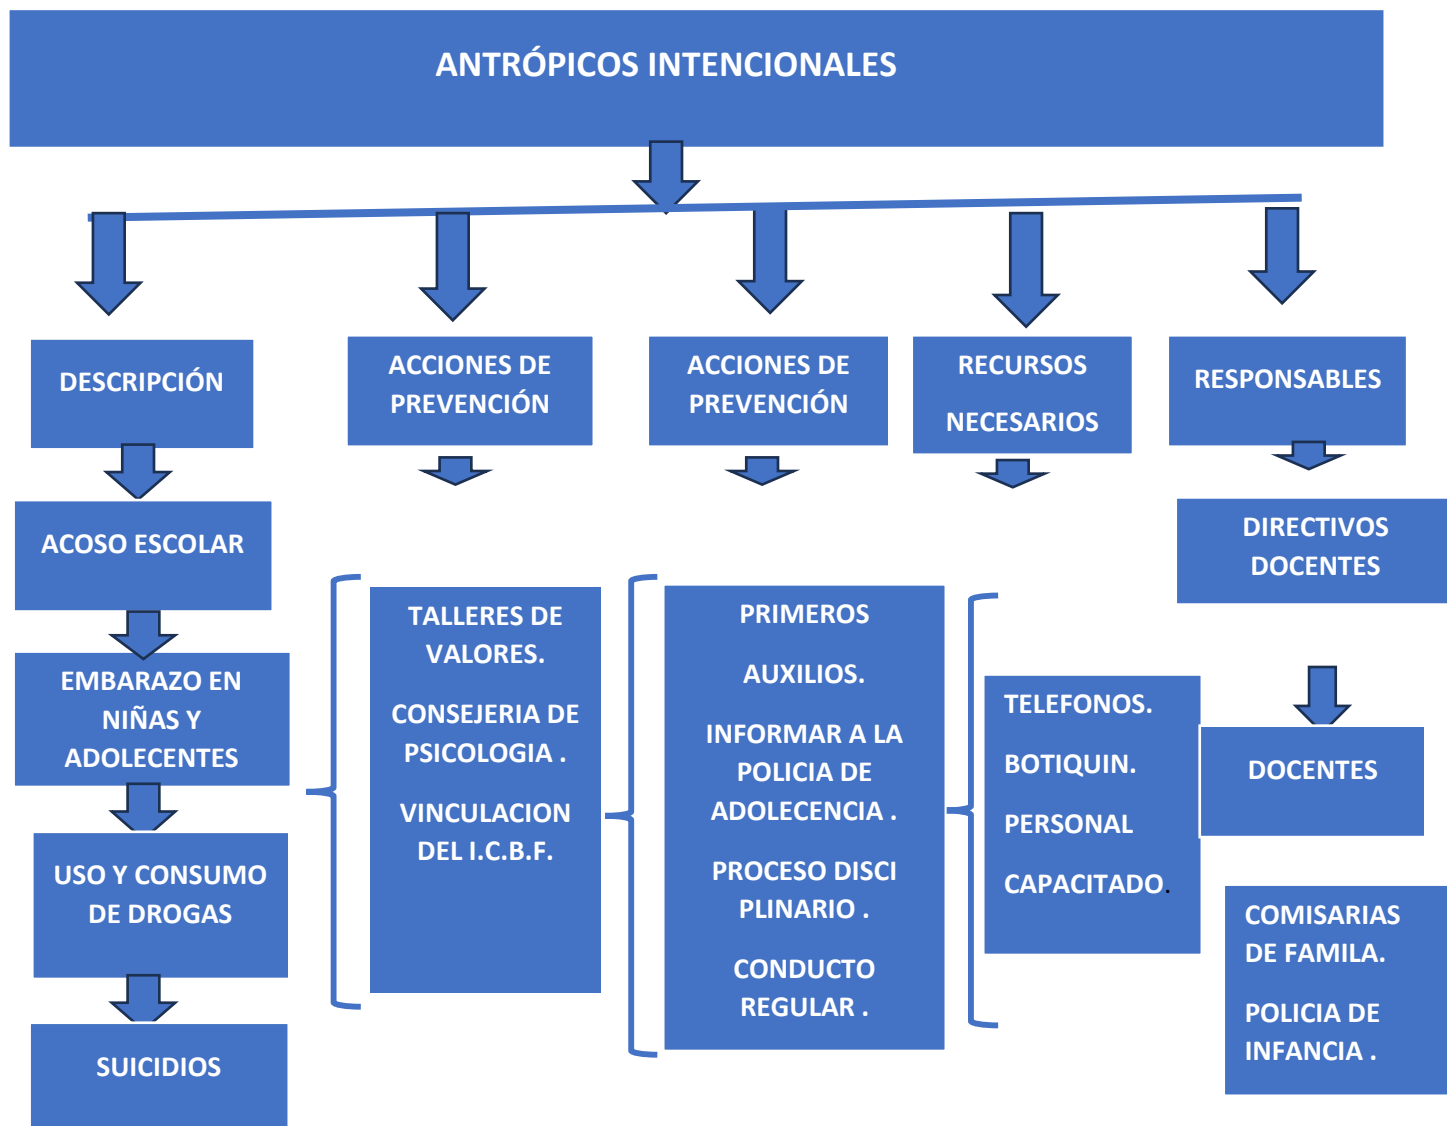 ANTRÓPICOS INTENCIONALES
DESCRIPCIÓN
ACCIONES DE
PREVENCIÓN
ACCIONES DE
PREVENCIÓN
RECURSOS
NECESARIOS
RESPONSABLES
ACOSO ESCOLAR
EMBARAZO EN
NIÑAS Y
ADOLECENTES
USO Y CONSUMO
DE DROGAS
SUICIDIOS
TALLERES DE
VALORES.
CONSEJERIA DE
PSICOLOGIA .
VINCULACION
DEL I.C.B.F.
PRIMEROS
AUXILIOS.
INFORMAR A LA
POLICIA DE
ADOLECENCIA .
PROCESO DISCI
PLINARIO .
CONDUCTO
REGULAR .
TELEFONOS.
BOTIQUIN.
PERSONAL
CAPACITADO.
DIRECTIVOS
DOCENTES
DOCENTES
COMISARIAS
DE FAMILA.
POLICIA DE
INFANCIA .